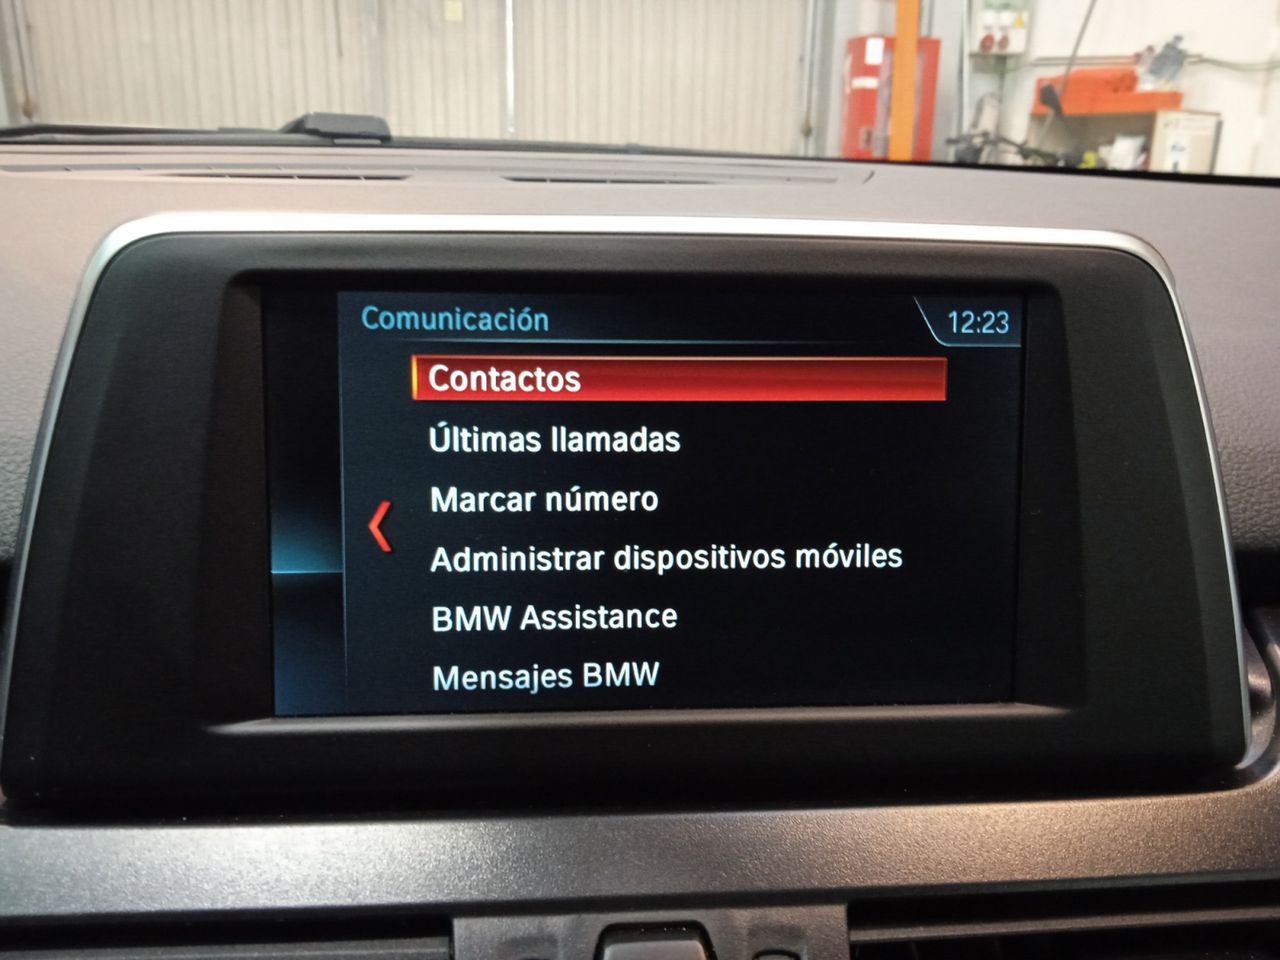 Comunicación
12:23
Contactos
Últimas llamadas
Marcar número
Administrar dispositivos móviles
BMW Assistance
Mensajes BMW